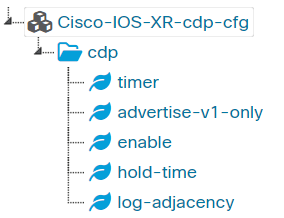 Cisco-IOS-XR-cdp-cfg
cdp
timer
advertise-v1-only
enable
hold-time
log-adjacency